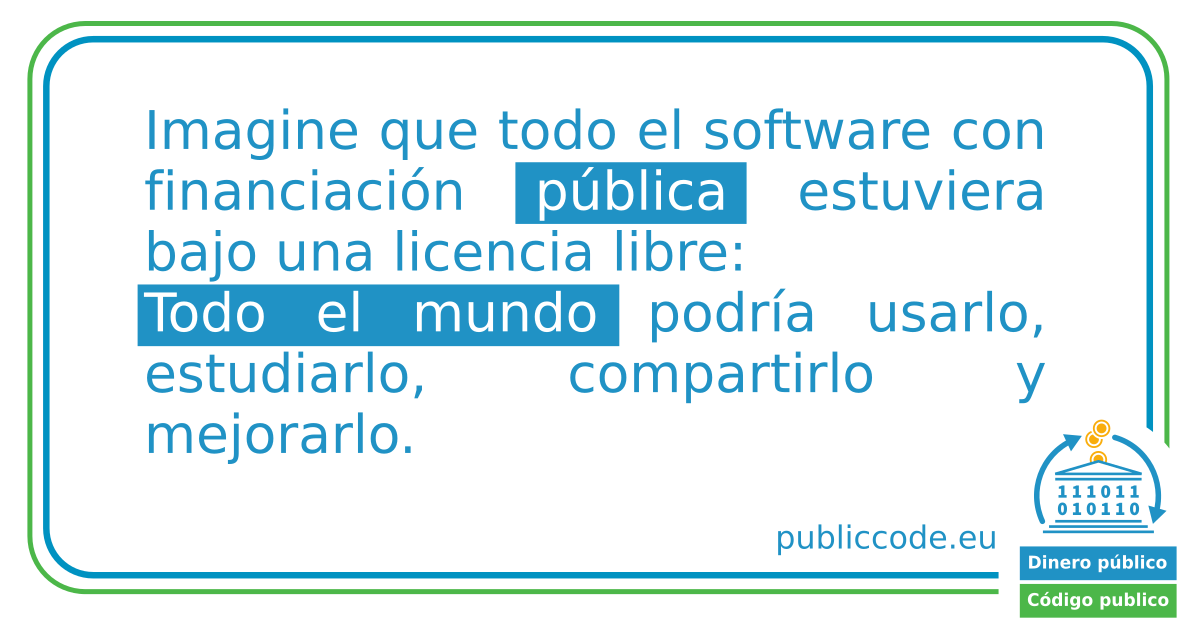 Imagine que todo el software con
financiación pública estuviera
bajo una licencia libre:
Todo el mundo podría usarlo,
estudiarlo, compartirlo y
mejorarlo.
111011
010110
publiccode.eu
Dinero público
Código publico